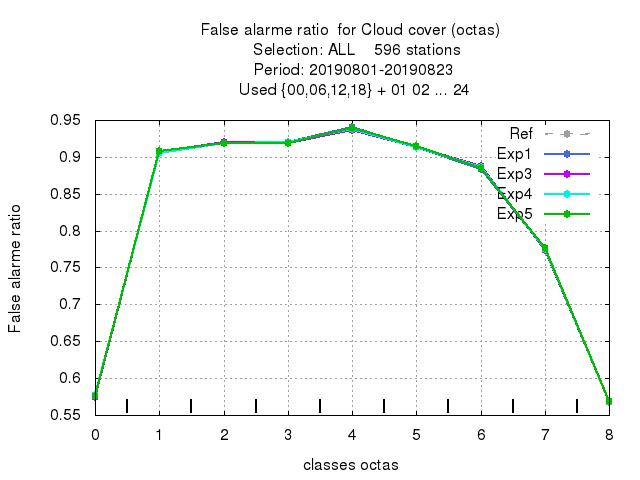 False alarme ratio  for Cloud cover (octas)
Selection: ALL    596 stations
Period: 20190801-20190823
Used {00,06,12,18} + 01 02 ... 24
0.95
0.9
0.85
0.8
0.75
0.7
0.65
0.6
0.55
False alarme ratio
Ref
Exp1
Exp3
Exp4
Exp5
0 1 2 3 4 5 6 7 8
classes octas